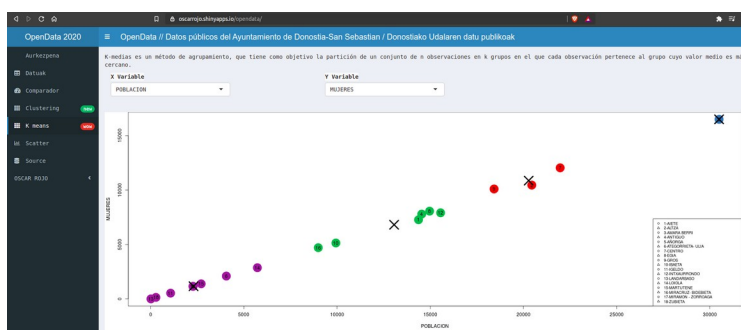 oscarrojo.shinyapps.io/opendata/
OpenData 2020
OpenData // Datos públicos del Ayuntamiento de Donostia-San Sebastian / Donostiako Udalaren datu publikoak
Aurkezpena
Datuak
Comparador
Clustering
new
K means
new
Scatter
Source
OSCAR ROJO
K-medias es un método de agrupamiento, que tiene como objetivo la partición de un conjunto de n observaciones en k grupos en el que cada observación pertenece al grupo cuyo valor medio es m
cercano.
X Variable
Y Variable
POBLACION
MUJERES
MUJERES
15000
10000
5000
0
0
5000
10000
15000
20000
25000
30000
POBLACION
1-AIETE
2-ALTZA
3-AMARA BERRI
4-ANTIGUO
5-AÑORGA
6-ATEGORRIETA- ULIA
7-CENTRO
8-EGIA
9-GROS
10-IBAETA
11-IGELDO
12-INTXAURRONDO
13-LANDARBASO
14-LOIOLA
15-MARTUTENE
16-MIRACRUZ- BIDEBIETA
17-MIRAMON - ZORROAGA
18-ZUBIETA